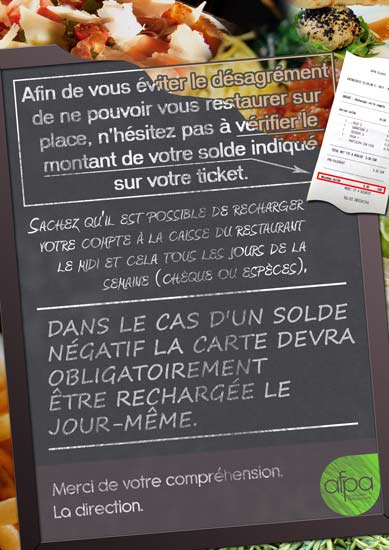 Afin de vous éviter le désagrément
de ne pouvoir vous restaurer sur
place, n'hésitez pas à vérifier le
montant de votre solde indiqué
sur votre ticket.
SACHEZ QU'IL EST POSSIBLE DE RECHARGER
VOTRE COMPTE À LA CAISSE DU RESTAURANT
LE MIDI ET CELA TOUS LES JOURS DE LA
SEMAINE (CHÈQUE OU ESPÈCES).
DANS LE CAS D'UN SOLDE
NÉGATIF LA CARTE DEVRA
OBLIGATOIREMENT
ÊTRE RECHARGÉE LE
JOUR-MÊME.
Merci de votre compréhension.
La direction.
afpa